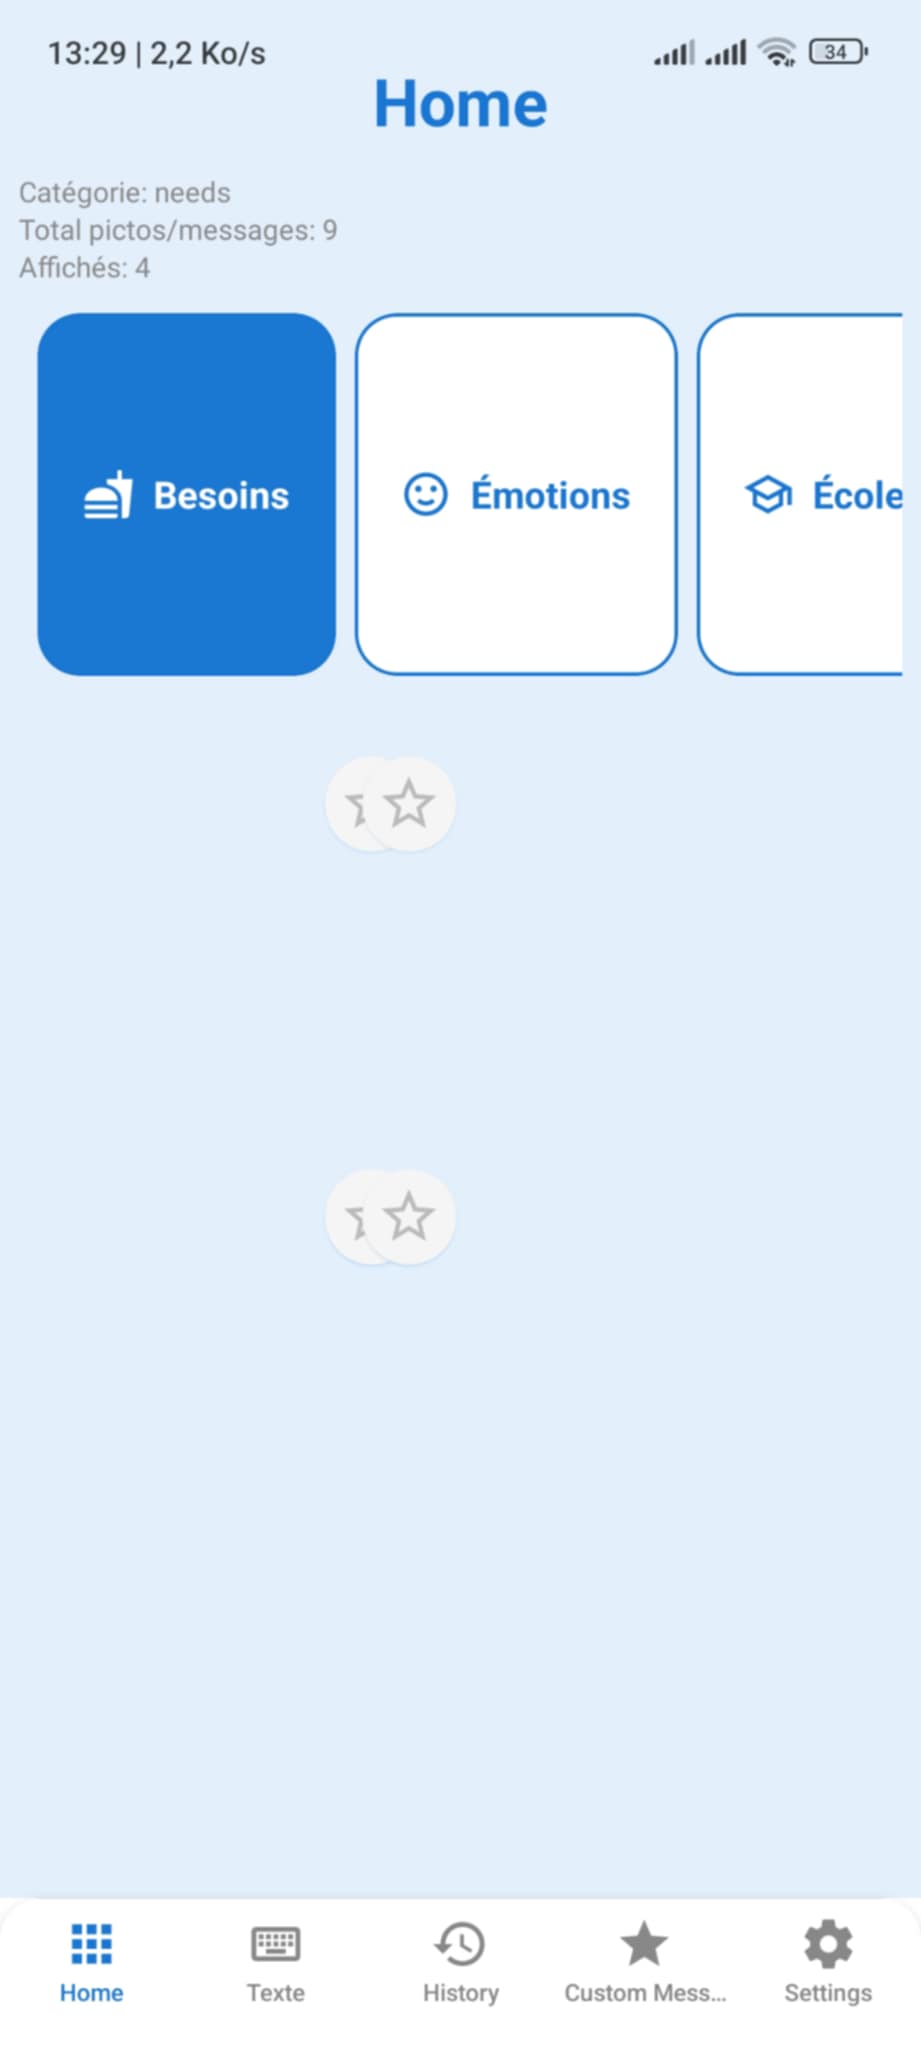 13:29 | 2,2 Ko/s
34
Home
Catégorie: needs
Total pictos/messages: 9
Affichés: 4
Besoins
Émotions
École
Home
Texte
History
Custom Mess...
Settings